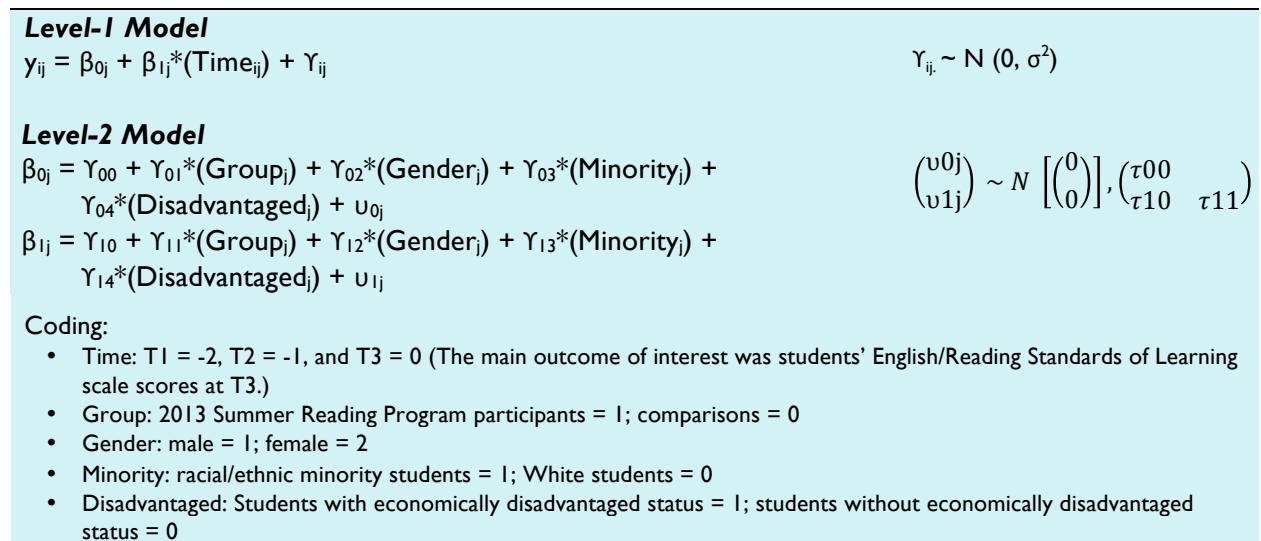 Level-1 Model
yᵢⱼ = β₀ⱼ + β₁ⱼ*(Timeᵢⱼ) + ϒᵢⱼ
ϒᵢⱼ. ~ N (0, σ²)
Level-2 Model
β₀ⱼ = ϒ₀₀ + ϒ₀₁*(Groupⱼ) + ϒ₀₂*(Genderⱼ) + ϒ₀₃*(Minorityⱼ) +
ϒ₀₄*(Disadvantagedⱼ) + υ₀ⱼ
β₁ⱼ = ϒ₁₀ + ϒ₁₁*(Groupⱼ) + ϒ₁₂*(Genderⱼ) + ϒ₁₃*(Minorityⱼ) +
ϒ₁₄*(Disadvantagedⱼ) + υ₁ⱼ
(υ0j υ1j) ~ N [(0 0)], (τ00 τ10 τ11)
Coding:
• Time: T1 = -2, T2 = -1, and T3 = 0 (The main outcome of interest was students’ English/Reading Standards of Learning
scale scores at T3.)
• Group: 2013 Summer Reading Program participants = 1; comparisons = 0
• Gender: male = 1; female = 2
• Minority: racial/ethnic minority students = 1; White students = 0
• Disadvantaged: Students with economically disadvantaged status = 1; students without economically disadvantaged
status = 0